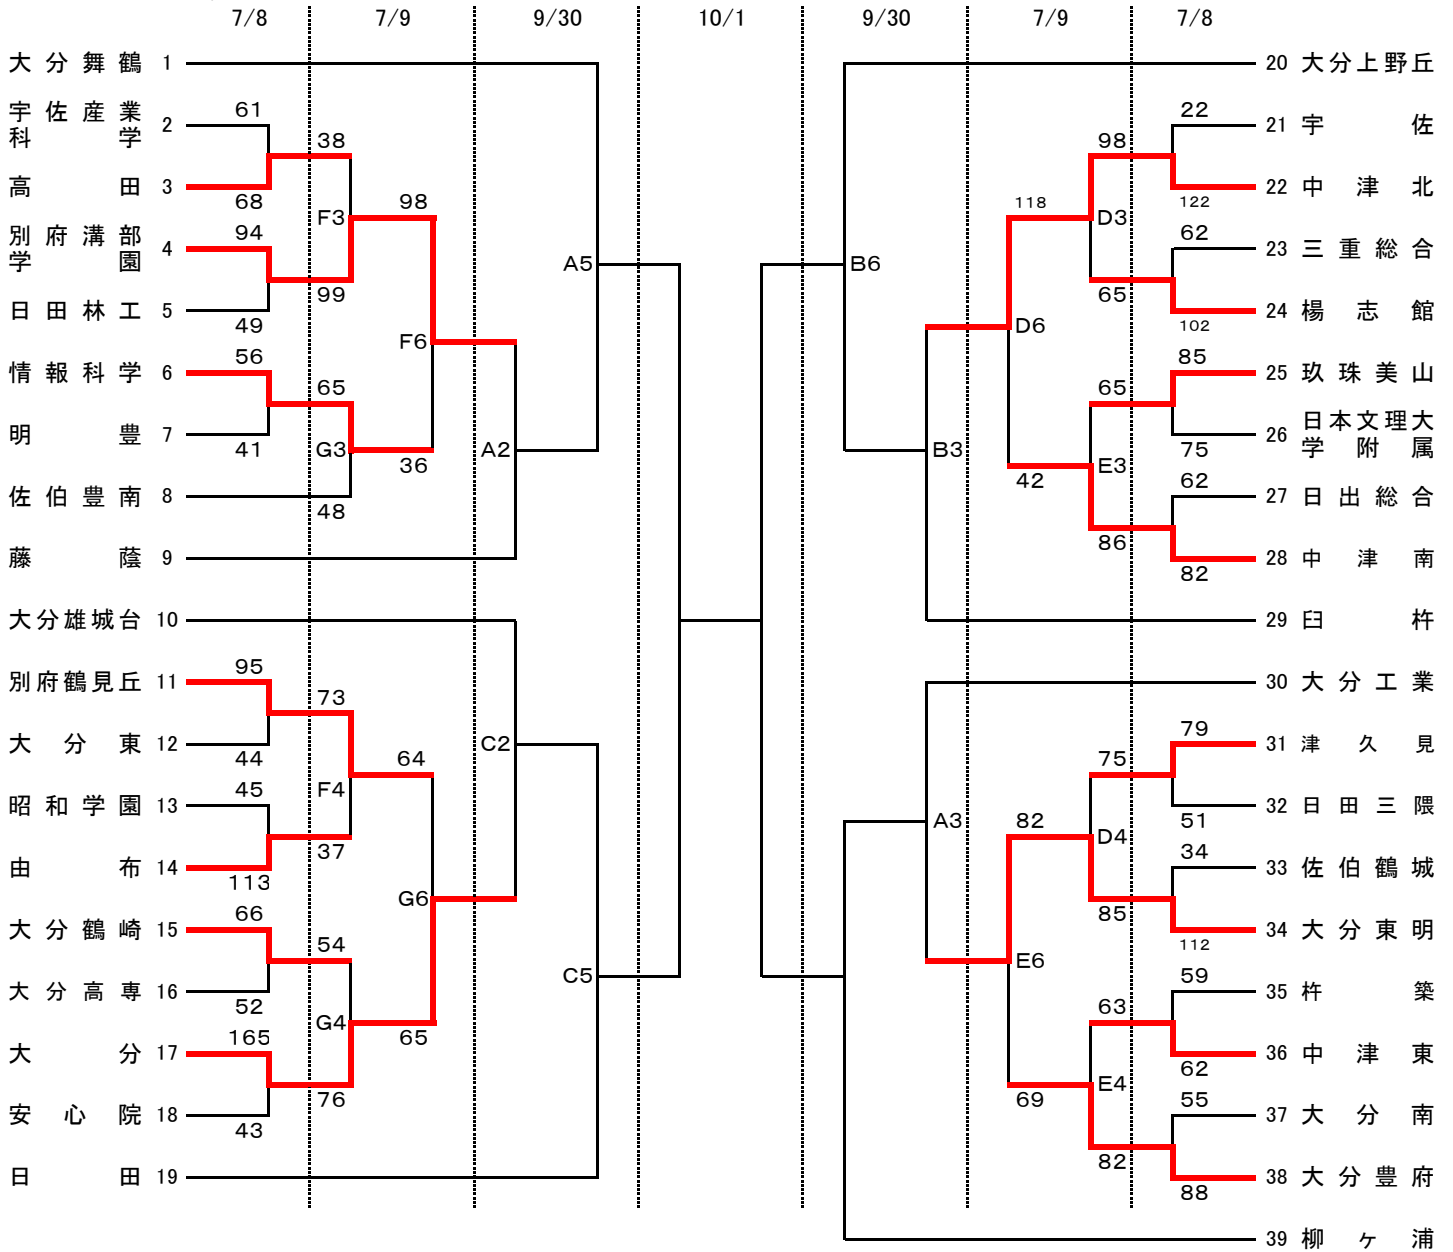 7/8 7/9 9/30 10/1 9/30 7/9 7/8
大分舞鶴 1
宇佐産業
科学 2
61
高田 3
68
38
別府溝部
学園 4
94
日田林工 5
49
99
F3
98
情報科学 6
56
明豊 7
41
65
G3
36
佐伯豊南 8
48
F6
藤蔭 9
A2
A5
大分雄城台 10
別府鶴見丘 11
95
大分東 12
44
73
昭和学園 13
45
由布 14
113
37
F4
64
大分鶴崎 15
66
大分高専 16
52
54
大分 17
165
安心院 18
43
76
G4
65
G6
C2
日田 19
C5
20 大分上野丘
22
21 宇佐
22 中津北
122
98
62
23 三重総合
24 楊志館
102
65
D3
118
85
25 玖珠美山
26 日本文理大
学附属
75
65
62
27 日出総合
28 中津南
82
86
E3
42
D6
29 臼杵
B3
B6
30 大分工業
79
31 津久見
32 日田三隈
51
75
34
33 佐伯鶴城
34 大分東明
112
85
D4
82
59
35 杵築
36 中津東
62
63
55
37 大分南
38 大分豊府
88
82
E4
69
E6
A3
39 柳ヶ浦